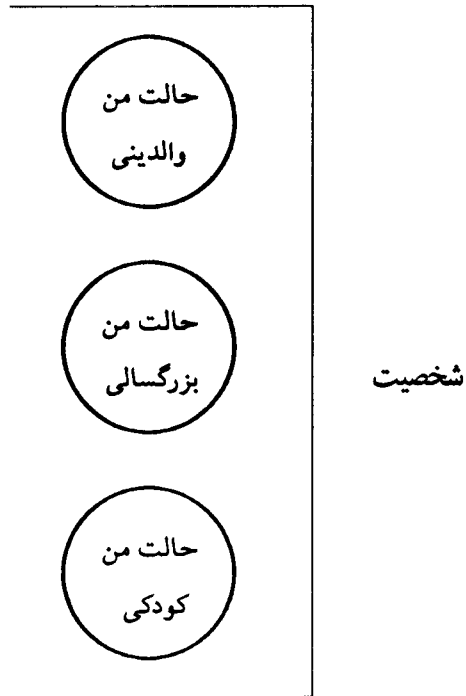 حالت من
والدینی
حالت من
بزرگسالی
شخصیت
حالت من
کودکی